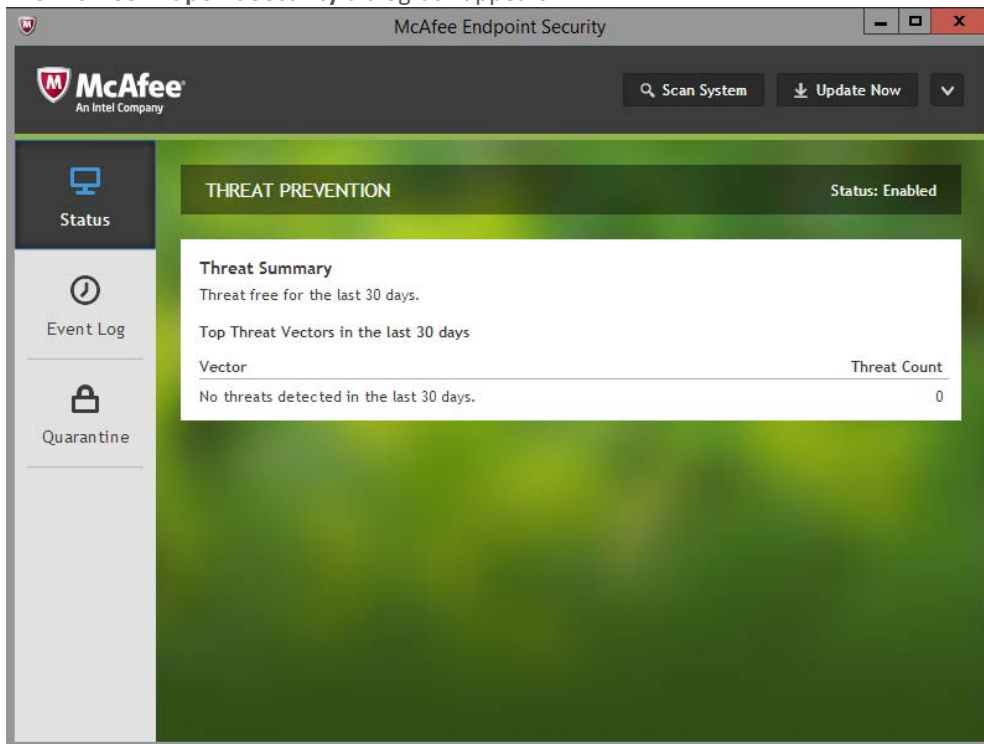 McAfee Endpoint Security
McAfee
An Intel Company
Scan System
Update Now
Status
Event Log
Quarantine
THREAT PREVENTION
Status: Enabled
Threat Summary
Threat free for the last 30 days.
Top Threat Vectors in the last 30 days
Vector
Threat Count
No threats detected in the last 30 days.
0